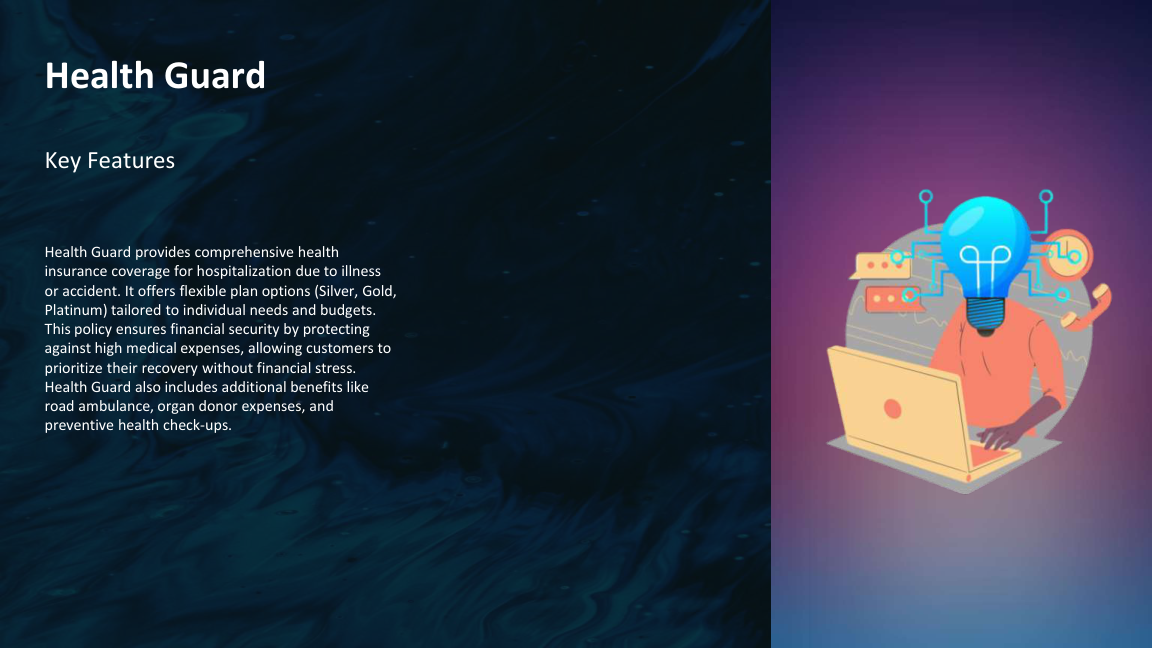 Health Guard
Key Features
Health Guard provides comprehensive health
insurance coverage for hospitalization due to illness
or accident. It offers flexible plan options (Silver, Gold,
Platinum) tailored to individual needs and budgets.
This policy ensures financial security by protecting
against high medical expenses, allowing customers to
prioritize their recovery without financial stress.
Health Guard also includes additional benefits like
road ambulance, organ donor expenses, and
preventive health check-ups.